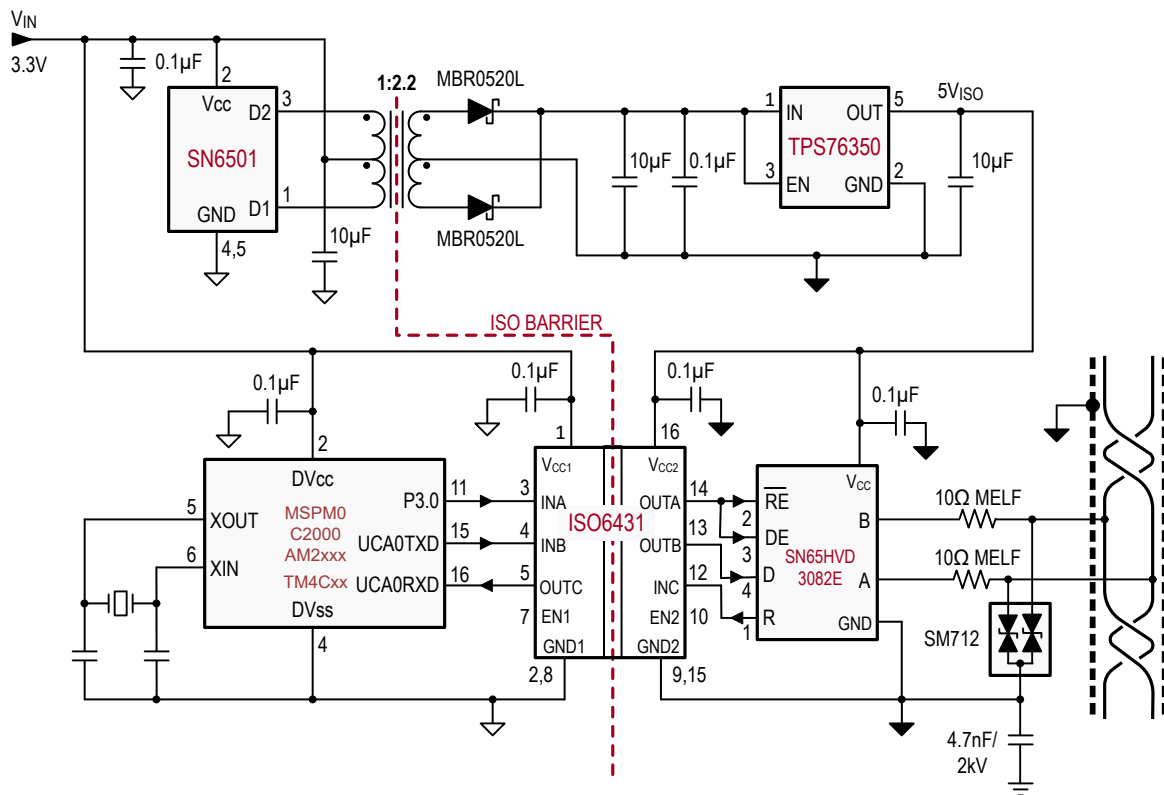 VIN
3.3V
0.1µF
2
Vcc
D2
3
SN6501
D1
1
GND
4,5
10µF
1:2.2
MBR0520L
MBR0520L
10µF
0.1µF
1
IN
OUT
5
TPS76350
3
EN
GND
2
5VISO
10µF
ISO BARRIER
0.1µF
2
DVcc
5
XOUT
6
XIN
MSPM0
C2000
AM2xxx
TM4Cxx
P3.0
11
UCA0TXD
15
UCA0RXD
16
DVss
4
0.1µF
1
VCC1
3
INA
4
INB
5
OUTC
7
EN1
GND1
2,8
ISO6431
0.1µF
16
VCC2
OUTA
14
OUTB
13
INC
12
EN2
10
GND2
9,15
0.1µF
VCC
RE
2
DE
3
D
4
R
1
SN65HVD
3082E
B
A
GND
10Ω MELF
10Ω MELF
SM712
4.7nF/
2kV